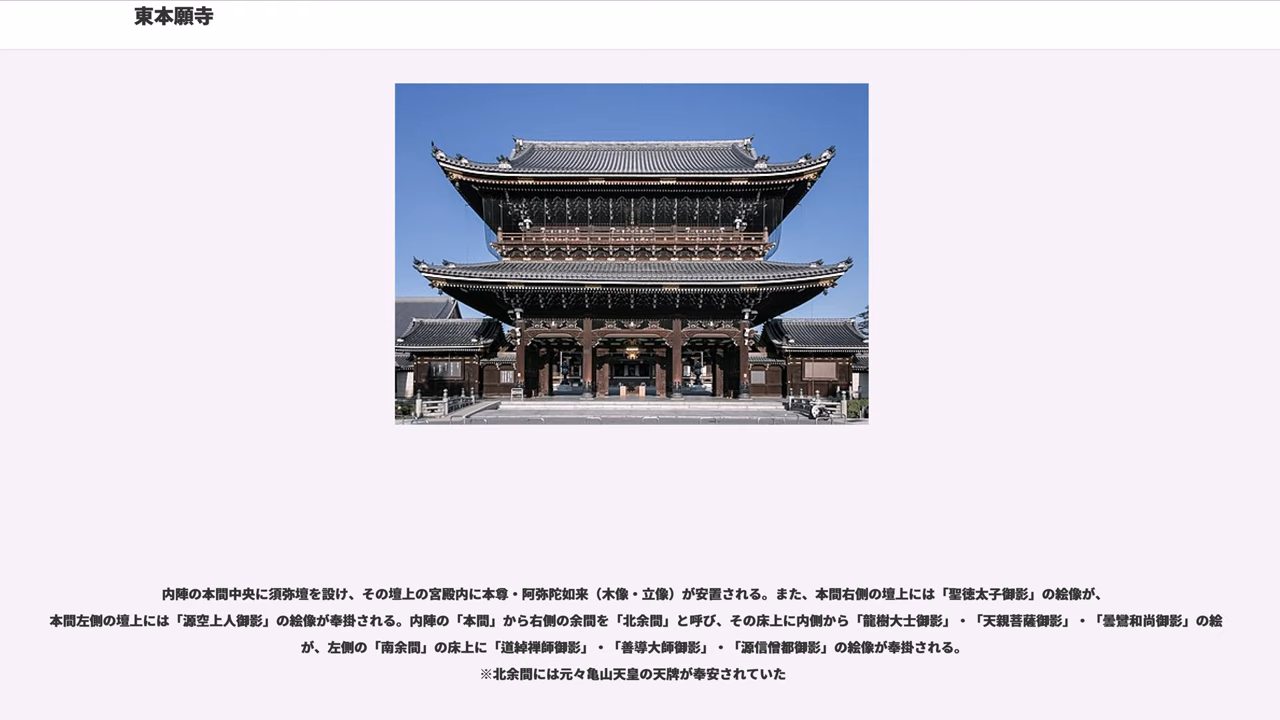 東本願寺
内陣の本間中央に須弥壇を設け、その壇上の宮殿内に本尊・阿弥陀如来（木像・立像）が安置される。また、本間右側の壇上には「聖徳太子御影」の絵像が、
本間左側の壇上には「源空上人御影」の絵像が奉掛される。内陣の「本間」から右側の余間を「北余間」と呼び、その床上に内側から「龍樹大士御影」・「天親菩薩御影」・「曇鸞和尚御影」の絵
が、左側の「南余間」の床上に「道綽禅師御影」・「善導大師御影」・「源信僧都御影」の絵像が奉掛される。
※北余間には元々亀山天皇の天牌が奉安されていた